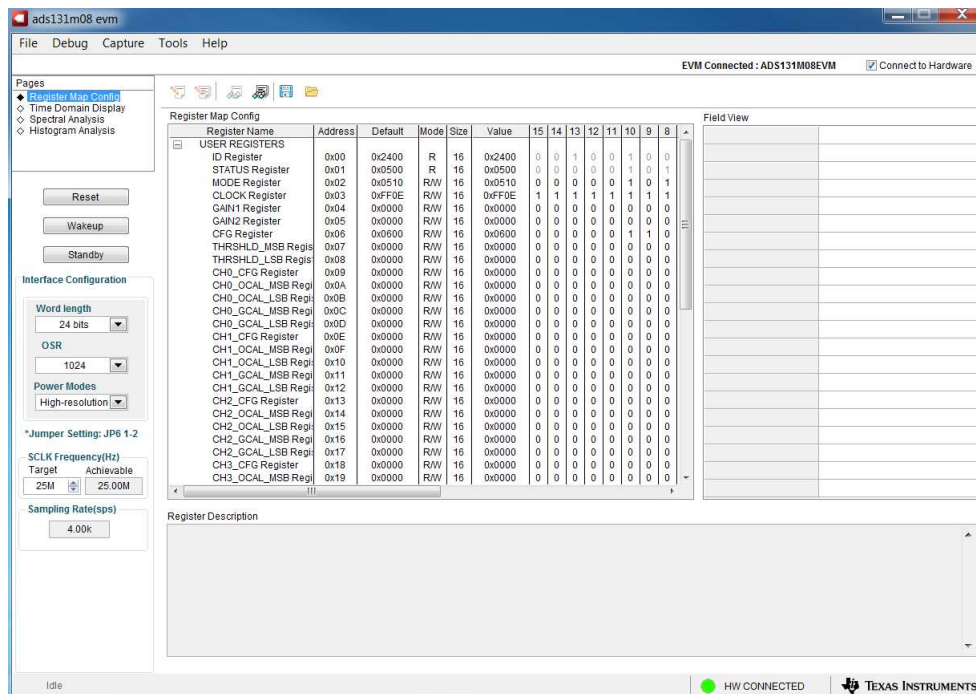 ads131m08 evm
File Debug Capture Tools Help
EVM Connected : ADS131M08EVM Connect to Hardware
Pages
Register Map Config
Time Domain Display
Spectral Analysis
Histogram Analysis
Reset
Wakeup
Standby
Interface Configuration
Word length
24 bits
OSR
1024
Power Modes
High-resolution
*Jumper Setting: JP6 1-2
SCLK Frequency(Hz)
Target Achievable
25M 25.00M
Sampling Rate(sps)
4.00k
Register Map Config
Register Name Address Default Mode Size Value 15 14 13 12 11 10 9 8
USER REGISTERS
ID Register 0x00 0x2400 R 16 0x2400 0 0 1 0 0 1 0 0
STATUS Register 0x01 0x0500 R 16 0x0500 0 0 0 0 0 1 0 1
MODE Register 0x02 0x0510 R/W 16 0x0510 0 0 0 0 0 1 0 1
CLOCK Register 0x03 0xFF0E R/W 16 0xFF0E 1 1 1 1 1 1 1 1
GAIN1 Register 0x04 0x0000 R/W 16 0x0000 0 0 0 0 0 0 0 0
GAIN2 Register 0x05 0x0000 R/W 16 0x0000 0 0 0 0 0 0 0 0
CFG Register 0x06 0x0600 R/W 16 0x0600 0 0 0 0 0 1 1 0
THRSHLD_MSB Regis 0x07 0x0000 R/W 16 0x0000 0 0 0 0 0 0 0 0
THRSHLD_LSB Regis 0x08 0x0000 R/W 16 0x0000 0 0 0 0 0 0 0 0
CH0_CFG Register 0x09 0x0000 R/W 16 0x0000 0 0 0 0 0 0 0 0
CH0_OCAL_MSB Regi 0x0A 0x0000 R/W 16 0x0000 0 0 0 0 0 0 0 0
CH0_OCAL_LSB Regi 0x0B 0x0000 R/W 16 0x0000 0 0 0 0 0 0 0 0
CH0_GCAL_MSB Regi 0x0C 0x0000 R/W 16 0x0000 0 0 0 0 0 0 0 0
CH0_GCAL_LSB Regi 0x0D 0x0000 R/W 16 0x0000 0 0 0 0 0 0 0 0
CH1_CFG Register 0x0E 0x0000 R/W 16 0x0000 0 0 0 0 0 0 0 0
CH1_OCAL_MSB Regi 0x0F 0x0000 R/W 16 0x0000 0 0 0 0 0 0 0 0
CH1_OCAL_LSB Regi 0x10 0x0000 R/W 16 0x0000 0 0 0 0 0 0 0 0
CH1_GCAL_MSB Regi 0x11 0x0000 R/W 16 0x0000 0 0 0 0 0 0 0 0
CH1_GCAL_LSB Regi 0x12 0x0000 R/W 16 0x0000 0 0 0 0 0 0 0 0
CH2_CFG Register 0x13 0x0000 R/W 16 0x0000 0 0 0 0 0 0 0 0
CH2_OCAL_MSB Regi 0x14 0x0000 R/W 16 0x0000 0 0 0 0 0 0 0 0
CH2_OCAL_LSB Regi 0x15 0x0000 R/W 16 0x0000 0 0 0 0 0 0 0 0
CH2_GCAL_MSB Regi 0x16 0x0000 R/W 16 0x0000 0 0 0 0 0 0 0 0
CH2_GCAL_LSB Regi 0x17 0x0000 R/W 16 0x0000 0 0 0 0 0 0 0 0
CH3_CFG Register 0x18 0x0000 R/W 16 0x0000 0 0 0 0 0 0 0 0
CH3_OCAL_MSB Regi 0x19 0x0000 R/W 16 0x0000 0 0 0 0 0 0 0 0
Field View
Register Description
Idle
HW CONNECTED
TEXAS INSTRUMENTS